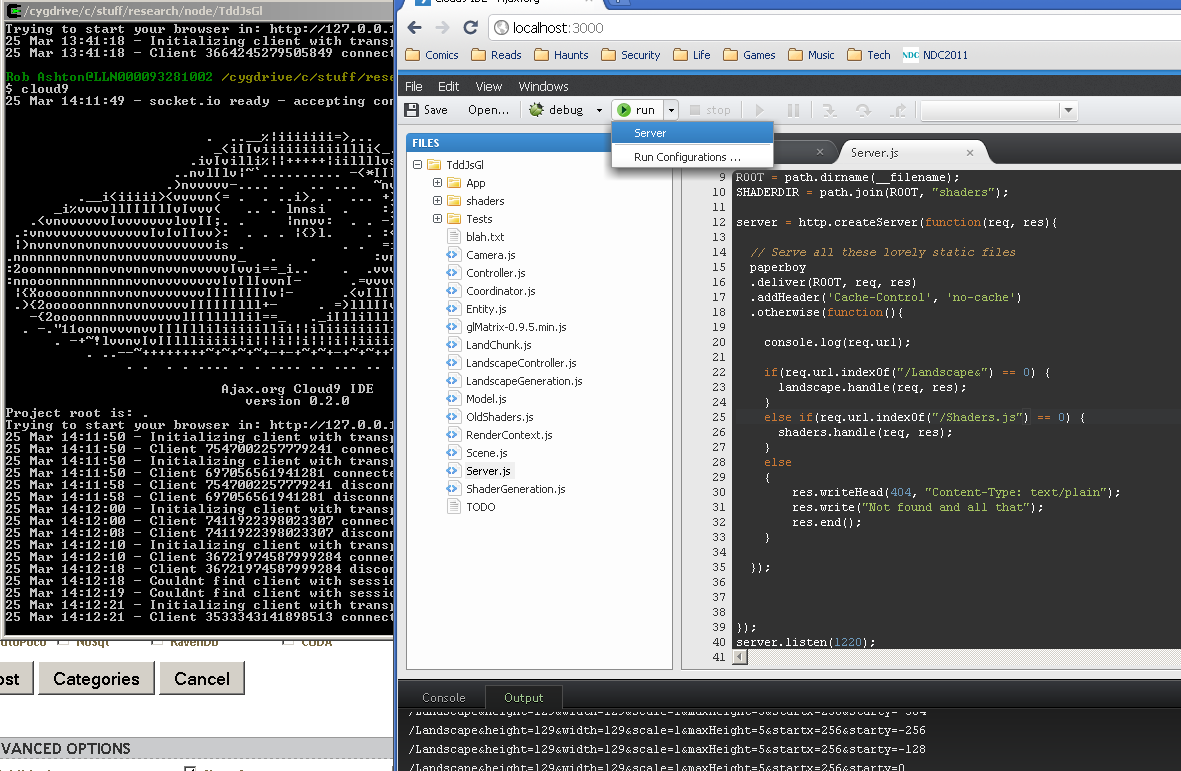 /cygdrive/c/stuff/research/node/TddJsGl
Trying to start your browser in: http://127.0.0.1
25 Mar 13:41:18 - Initializing client with transp
25 Mar 13:41:18 - Client 3664245279505849 connect
Rob Ashton@LLN000093281002 /cygdrive/c/stuff/rese
$ cloud9
25 Mar 14:11:49 - socket.io ready - accepting con
Ajax.org Cloud9 IDE
version 0.2.0
Project root is: .
Trying to start your browser in: http://127.0.0.1
25 Mar 14:11:50 - Initializing client with transp
25 Mar 14:11:50 - Client 7547002257779241 connect
25 Mar 14:11:50 - Initializing client with transp
25 Mar 14:11:50 - Client 697056561941281 connecte
25 Mar 14:11:58 - Client 7547002257779241 disconn
25 Mar 14:11:58 - Client 697056561941281 disconne
25 Mar 14:12:00 - Initializing client with transp
25 Mar 14:12:00 - Client 7411922398023307 connect
25 Mar 14:12:08 - Client 7411922398023307 disconn
25 Mar 14:12:10 - Initializing client with transp
25 Mar 14:12:10 - Client 36721974587999284 connec
25 Mar 14:12:18 - Client 36721974587999284 discon
25 Mar 14:12:18 - Couldnt find client with sessio
25 Mar 14:12:19 - Couldnt find client with sessio
25 Mar 14:12:21 - Initializing client with transp
25 Mar 14:12:21 - Client 3533343141898513 connect
NoSql RavenDB CUDA
ost Categories Cancel
VANCED OPTIONS
localhost:3000
Comics Reads Haunts Security Life Games Music Tech NDC NDC2011
File Edit View Windows
Save Open... debug run stop
Server
Run Configurations ...
FILES
TddJsGl
App
shaders
Tests
blah.txt
Camera.js
Controller.js
Coordinator.js
Entity.js
glMatrix-0.9.5.min.js
LandChunk.js
LandscapeController.js
LandscapeGeneration.js
Model.js
OldShaders.js
RenderContext.js
Scene.js
Server.js
ShaderGeneration.js
TODO
Server.js
9 ROOT = path.dirname(__filename);
10 SHADERDIR = path.join(ROOT, "shaders");
11
12 server = http.createServer(function(req, res){
13
14 // Serve all these lovely static files
15 paperboy
16 .deliver(ROOT, req, res)
17 .addHeader('Cache-Control', 'no-cache')
18 .otherwise(function(){
19
20 console.log(req.url);
21
22 if(req.url.indexOf("/Landscape&") == 0) {
23 landscape.handle(req, res);
24 }
25 else if(req.url.indexOf("/Shaders.js") == 0) {
26 shaders.handle(req, res);
27 }
28 else
29 {
30 res.writeHead(404, "Content-Type: text/plain");
31 res.write("Not found and all that");
32 res.end();
33 }
34
35 });
36
37
38
39 });
40 server.listen(1220);
41
Console Output
/Landscape&height=129&width=129&scale=1&maxHeight=5&startx=256&starty=-384
/Landscape&height=129&width=129&scale=1&maxHeight=5&startx=256&starty=-256
/Landscape&height=129&width=129&scale=1&maxHeight=5&startx=256&starty=-128
/Landscape&height=129&width=129&scale=1&maxHeight=5&startx=256&starty=0